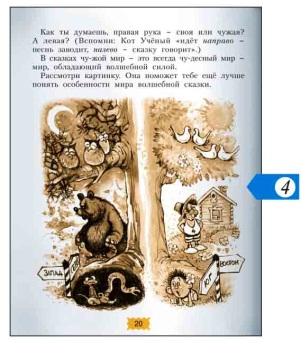 Как ты думаешь, правая рука – своя или чужая?
А левая? (Вспомни: Кот Учёный «идёт направо –
песнь заводит, налево – сказку говорит».)
В сказках чу-жой мир – это всегда чу-десный мир –
мир, обладающий волшебной силой.
Рассмотри картинку. Она поможет тебе ещё лучше
понять особенности мира волшебной сказки.
4
ЗАПАД
ЮГ
ВОСТОК
20